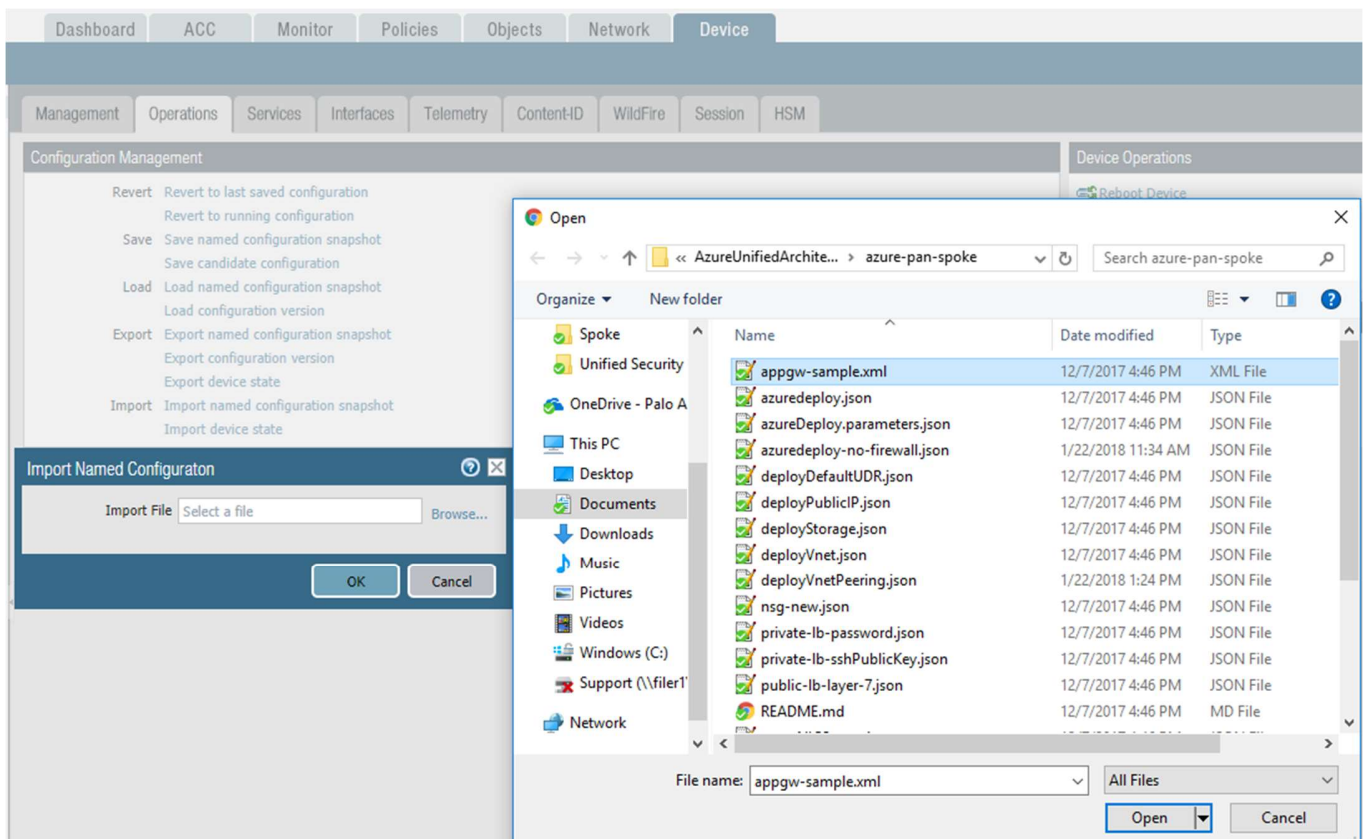 Dashboard ACC Monitor Policies Objects Network Device
Management Operations Services Interfaces Telemetry Content-ID WildFire Session HSM
Configuration Management
Revert Revert to last saved configuration
Revert to running configuration
Save Save named configuration snapshot
Save candidate configuration
Load Load named configuration snapshot
Load configuration version
Export Export named configuration snapshot
Export configuration version
Export device state
Import Import named configuration snapshot
Import device state
Device Operations
Reboot Device
Import Named Configuraton
Import File Select a file Browse...
OK Cancel
Open
« AzureUnifiedArchite... › azure-pan-spoke Search azure-pan-spoke
Organize New folder
Spoke
Unified Security
OneDrive - Palo A
This PC
Desktop
Documents
Downloads
Music
Pictures
Videos
Windows (C:)
Support (\\filer1'
Network
Name Date modified Type
appgw-sample.xml 12/7/2017 4:46 PM XML File
azuredeploy.json 12/7/2017 4:46 PM JSON File
azureDeploy.parameters.json 12/7/2017 4:46 PM JSON File
azuredeploy-no-firewall.json 1/22/2018 11:34 AM JSON File
deployDefaultUDR.json 12/7/2017 4:46 PM JSON File
deployPublicIP.json 12/7/2017 4:46 PM JSON File
deployStorage.json 12/7/2017 4:46 PM JSON File
deployVnet.json 12/7/2017 4:46 PM JSON File
deployVnetPeering.json 1/22/2018 1:24 PM JSON File
nsg-new.json 12/7/2017 4:46 PM JSON File
private-lb-password.json 12/7/2017 4:46 PM JSON File
private-lb-sshPublicKey.json 12/7/2017 4:46 PM JSON File
public-lb-layer-7.json 12/7/2017 4:46 PM JSON File
README.md 12/7/2017 4:46 PM MD File
File name: appgw-sample.xml All Files
Open Cancel